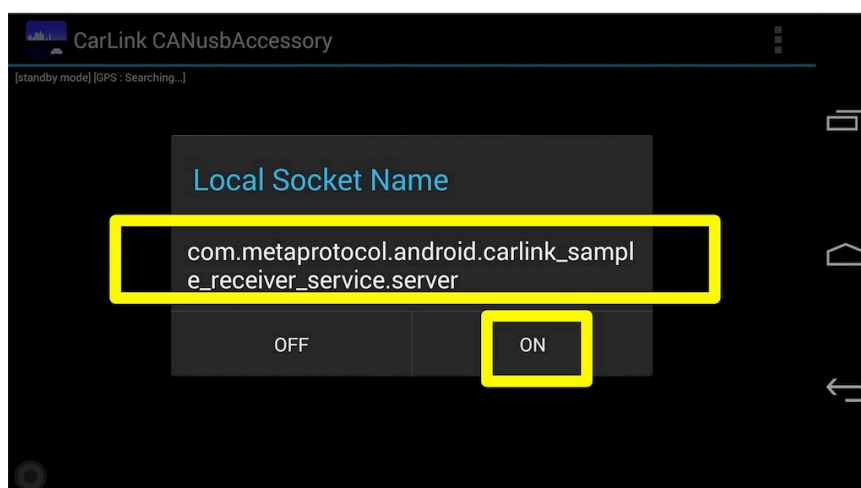 CarLink CANusbAccessory
[standby mode] [GPS : Searching...]
Local Socket Name
com.metaprotocol.android.carlink_sampl
e_receiver_service.server
OFF
ON